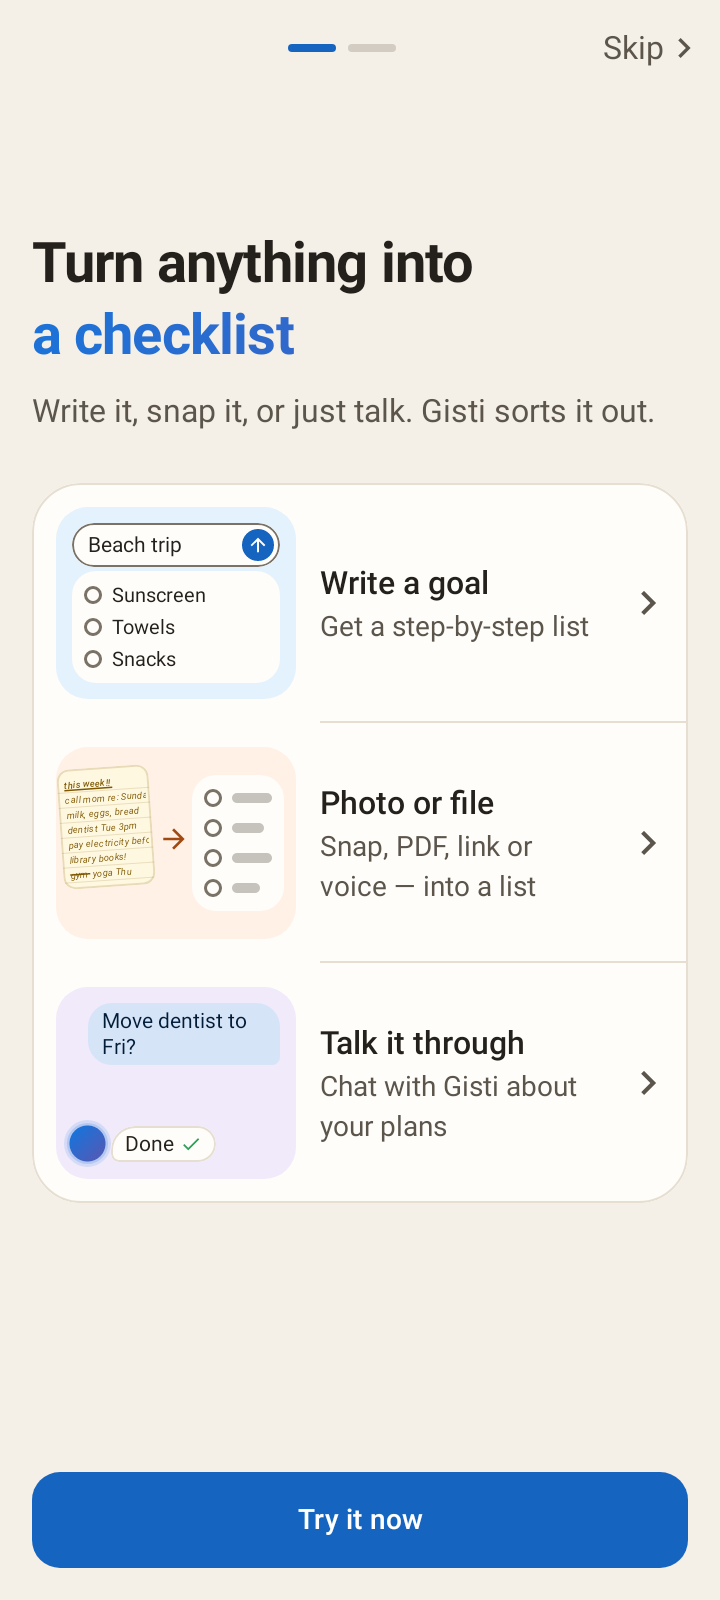 Skip
Turn anything into
a checklist
Write it, snap it, or just talk. Gisti sorts it out.
Beach trip
Sunscreen
Towels
Snacks
Write a goal
Get a step-by-step list
this week!!
call mom re: Sunda
milk, eggs, bread
dentist Tue 3pm
pay electricity befo
library books!
gym yoga Thu
Photo or file
Snap, PDF, link or
voice — into a list
Move dentist to
Fri?
Done
Talk it through
Chat with Gisti about
your plans
Try it now